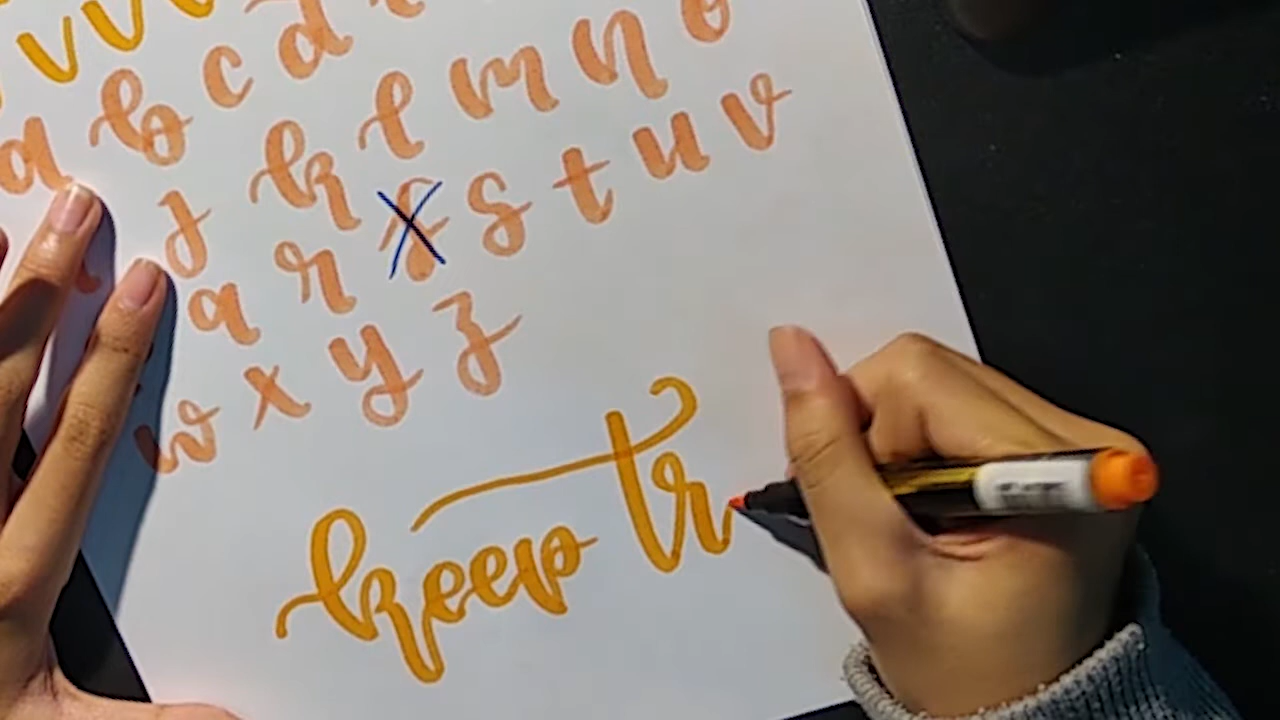 v v v
a b c d
j k l m n o
q r s t u v
w x y z
keep tr